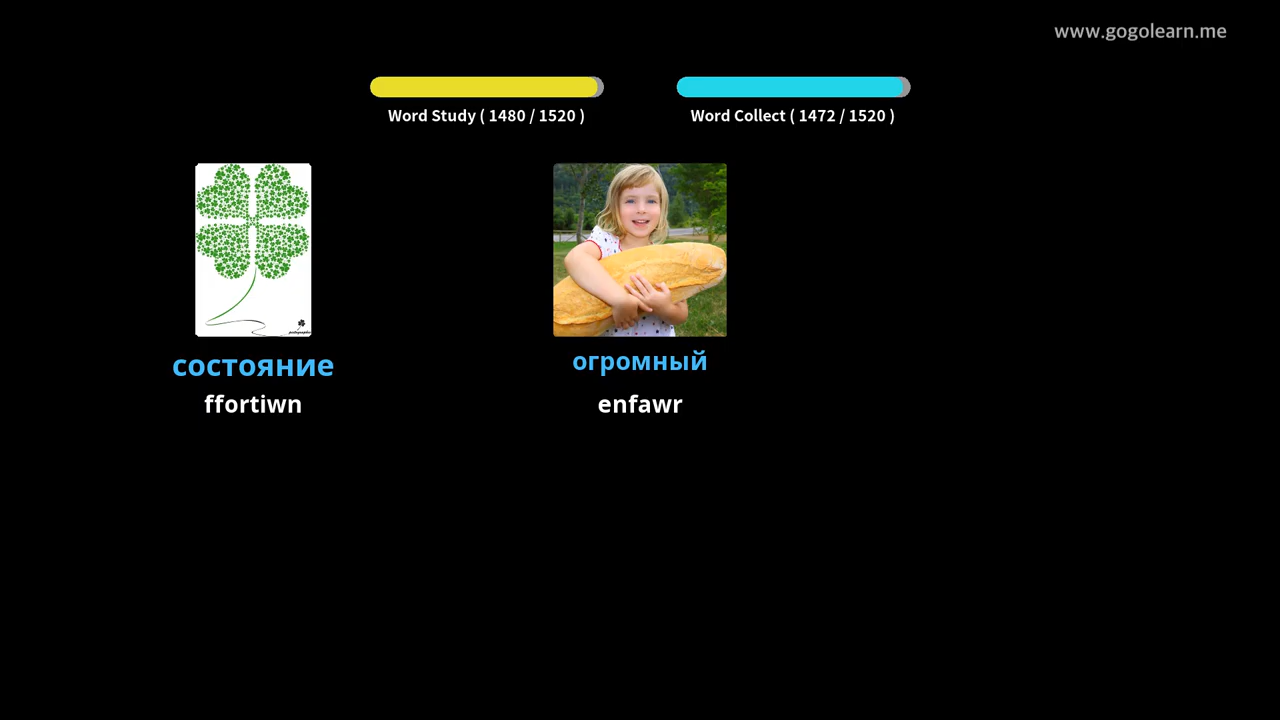 www.gogolearn.me
Word Study ( 1480 / 1520 )
Word Collect ( 1472 / 1520 )
состояние
огромный
ffortiwn
enfawr